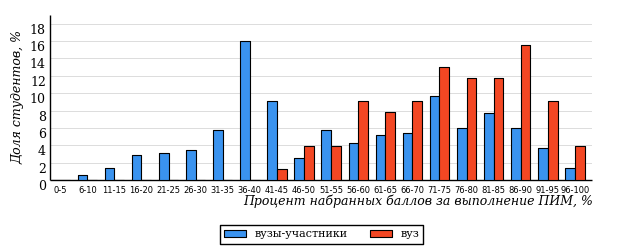 Доля студентов, %
18
16
14
12
10
8
6
4
2
0
0-5 6-10 11-15 16-20 21-25 26-30 31-35 36-40 41-45 46-50 51-55 56-60 61-65 66-70 71-75 76-80 81-85 86-90 91-95 96-100
Процент набранных баллов за выполнение ПИМ, %
вузы-участники вуз